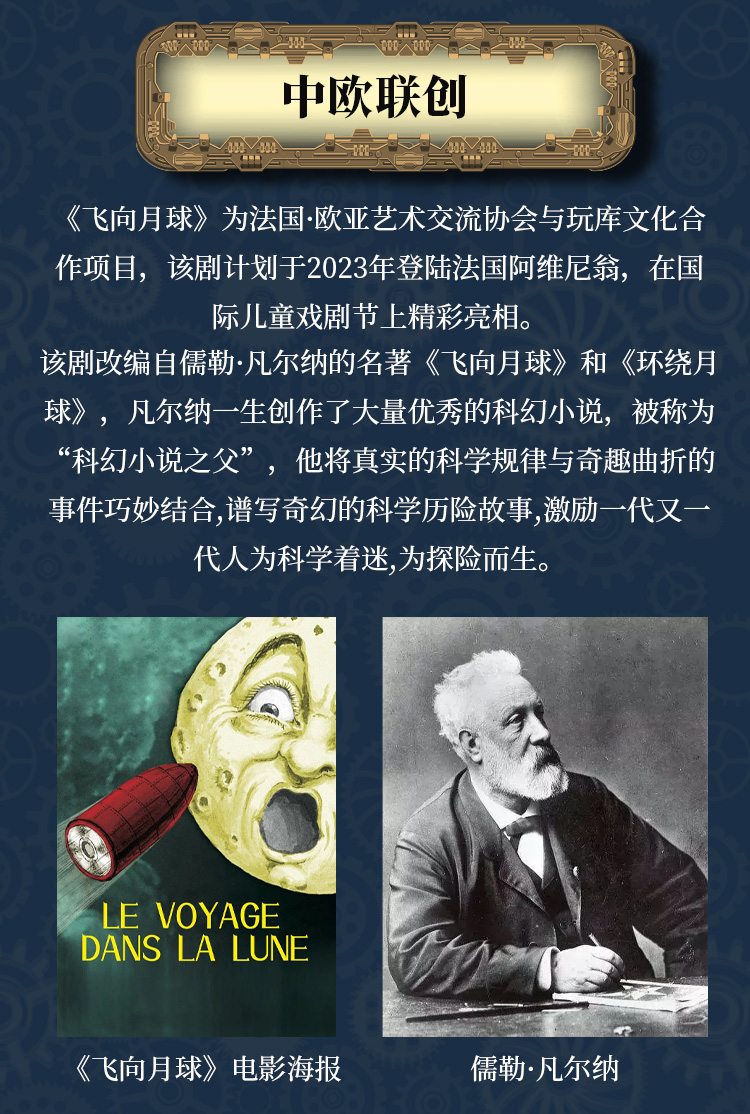 中欧联创
《飞向月球》为法国·欧亚艺术交流协会与玩库文化合
作项目，该剧计划于2023年登陆法国阿维尼翁，在国
际儿童戏剧节上精彩亮相。
该剧改编自儒勒·凡尔纳的名著《飞向月球》和《环绕月
球》，凡尔纳一生创作了大量优秀的科幻小说，被称为
“科幻小说之父”，他将真实的科学规律与奇趣曲折的
事件巧妙结合,谱写奇幻的科学历险故事,激励一代又一
代人为科学着迷,为探险而生。
LE VOYAGE
DANS LA LUNE
《飞向月球》电影海报
儒勒·凡尔纳